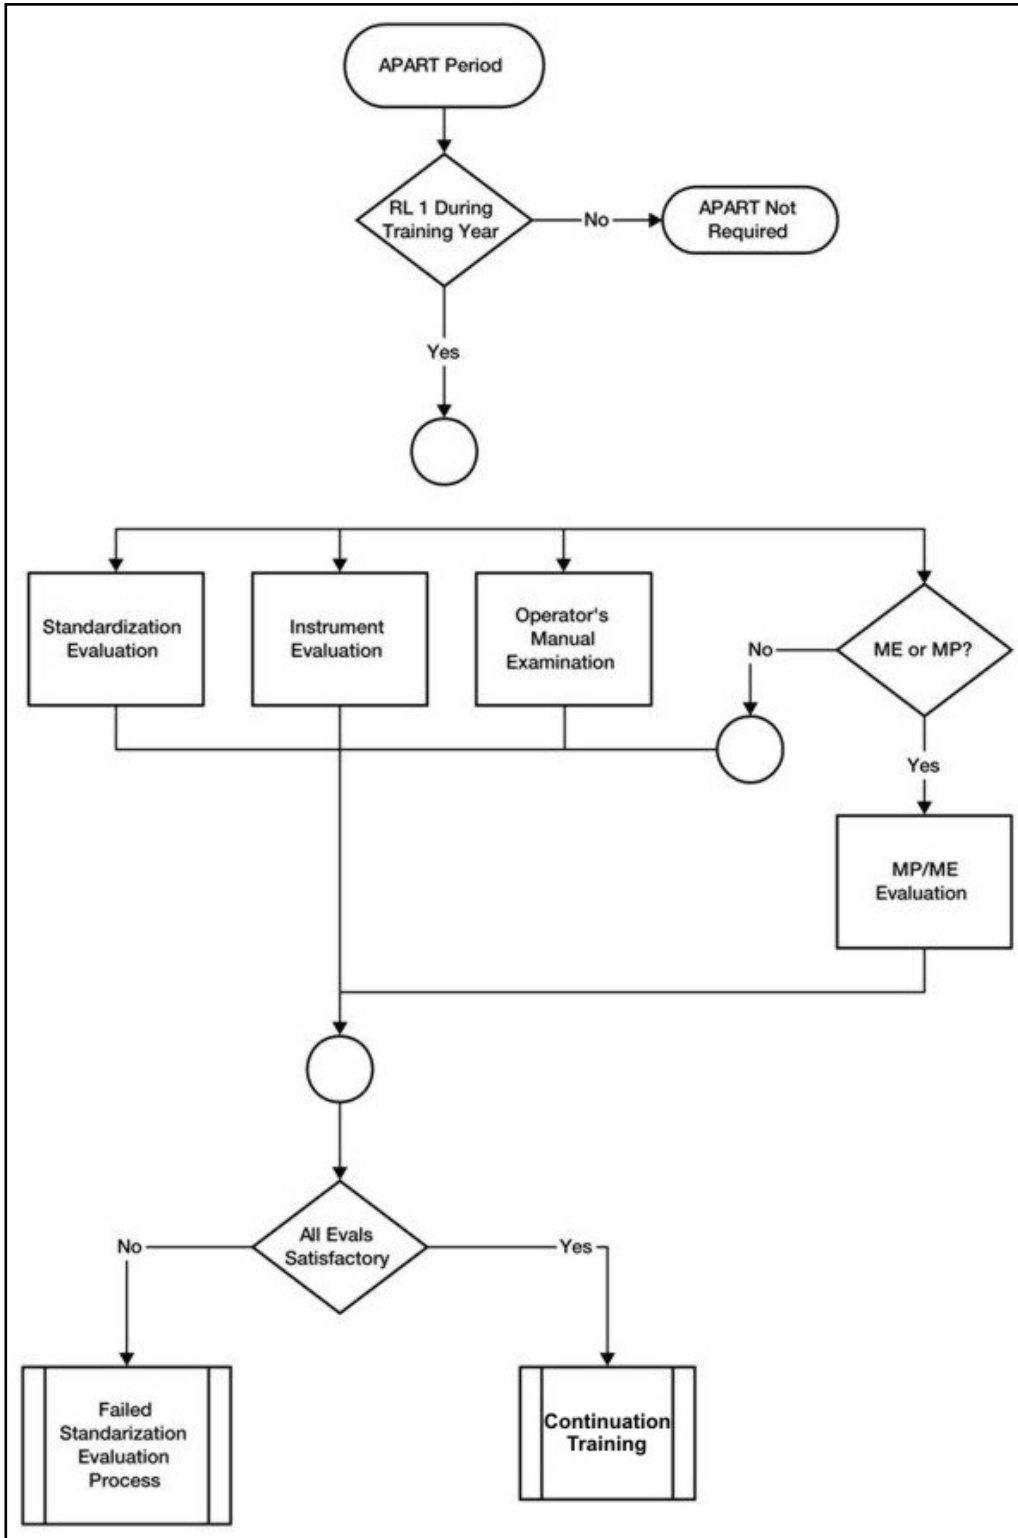 APART Period
RL 1 During
Training Year
No
APART Not
Required
Yes
Standardization
Evaluation
Instrument
Evaluation
Operator's
Manual
Examination
No
ME or MP?
Yes
MP/ME
Evaluation
All Evals
Satisfactory
No
Yes
Failed
Standarization
Evaluation
Process
Continuation
Training